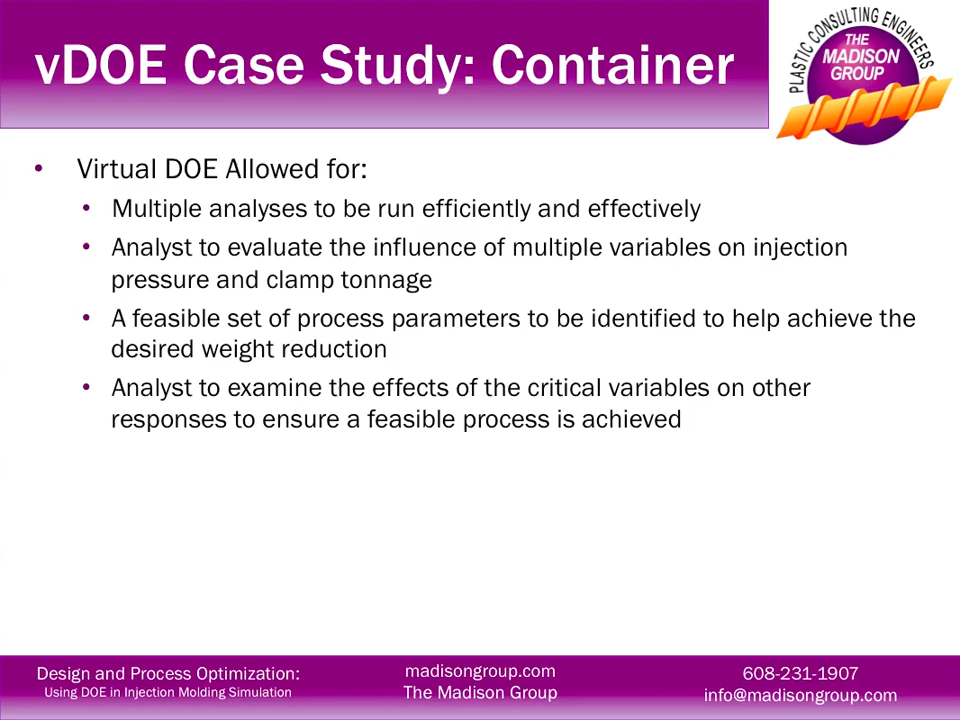 vDOE Case Study: Container
PLASTIC CONSULTING ENGINEERS
THE
MADISON
GROUP
• Virtual DOE Allowed for:
• Multiple analyses to be run efficiently and effectively
• Analyst to evaluate the influence of multiple variables on injection
pressure and clamp tonnage
• A feasible set of process parameters to be identified to help achieve the
desired weight reduction
• Analyst to examine the effects of the critical variables on other
responses to ensure a feasible process is achieved
Design and Process Optimization:
Using DOE in Injection Molding Simulation
madisongroup.com
The Madison Group
608-231-1907
info@madisongroup.com